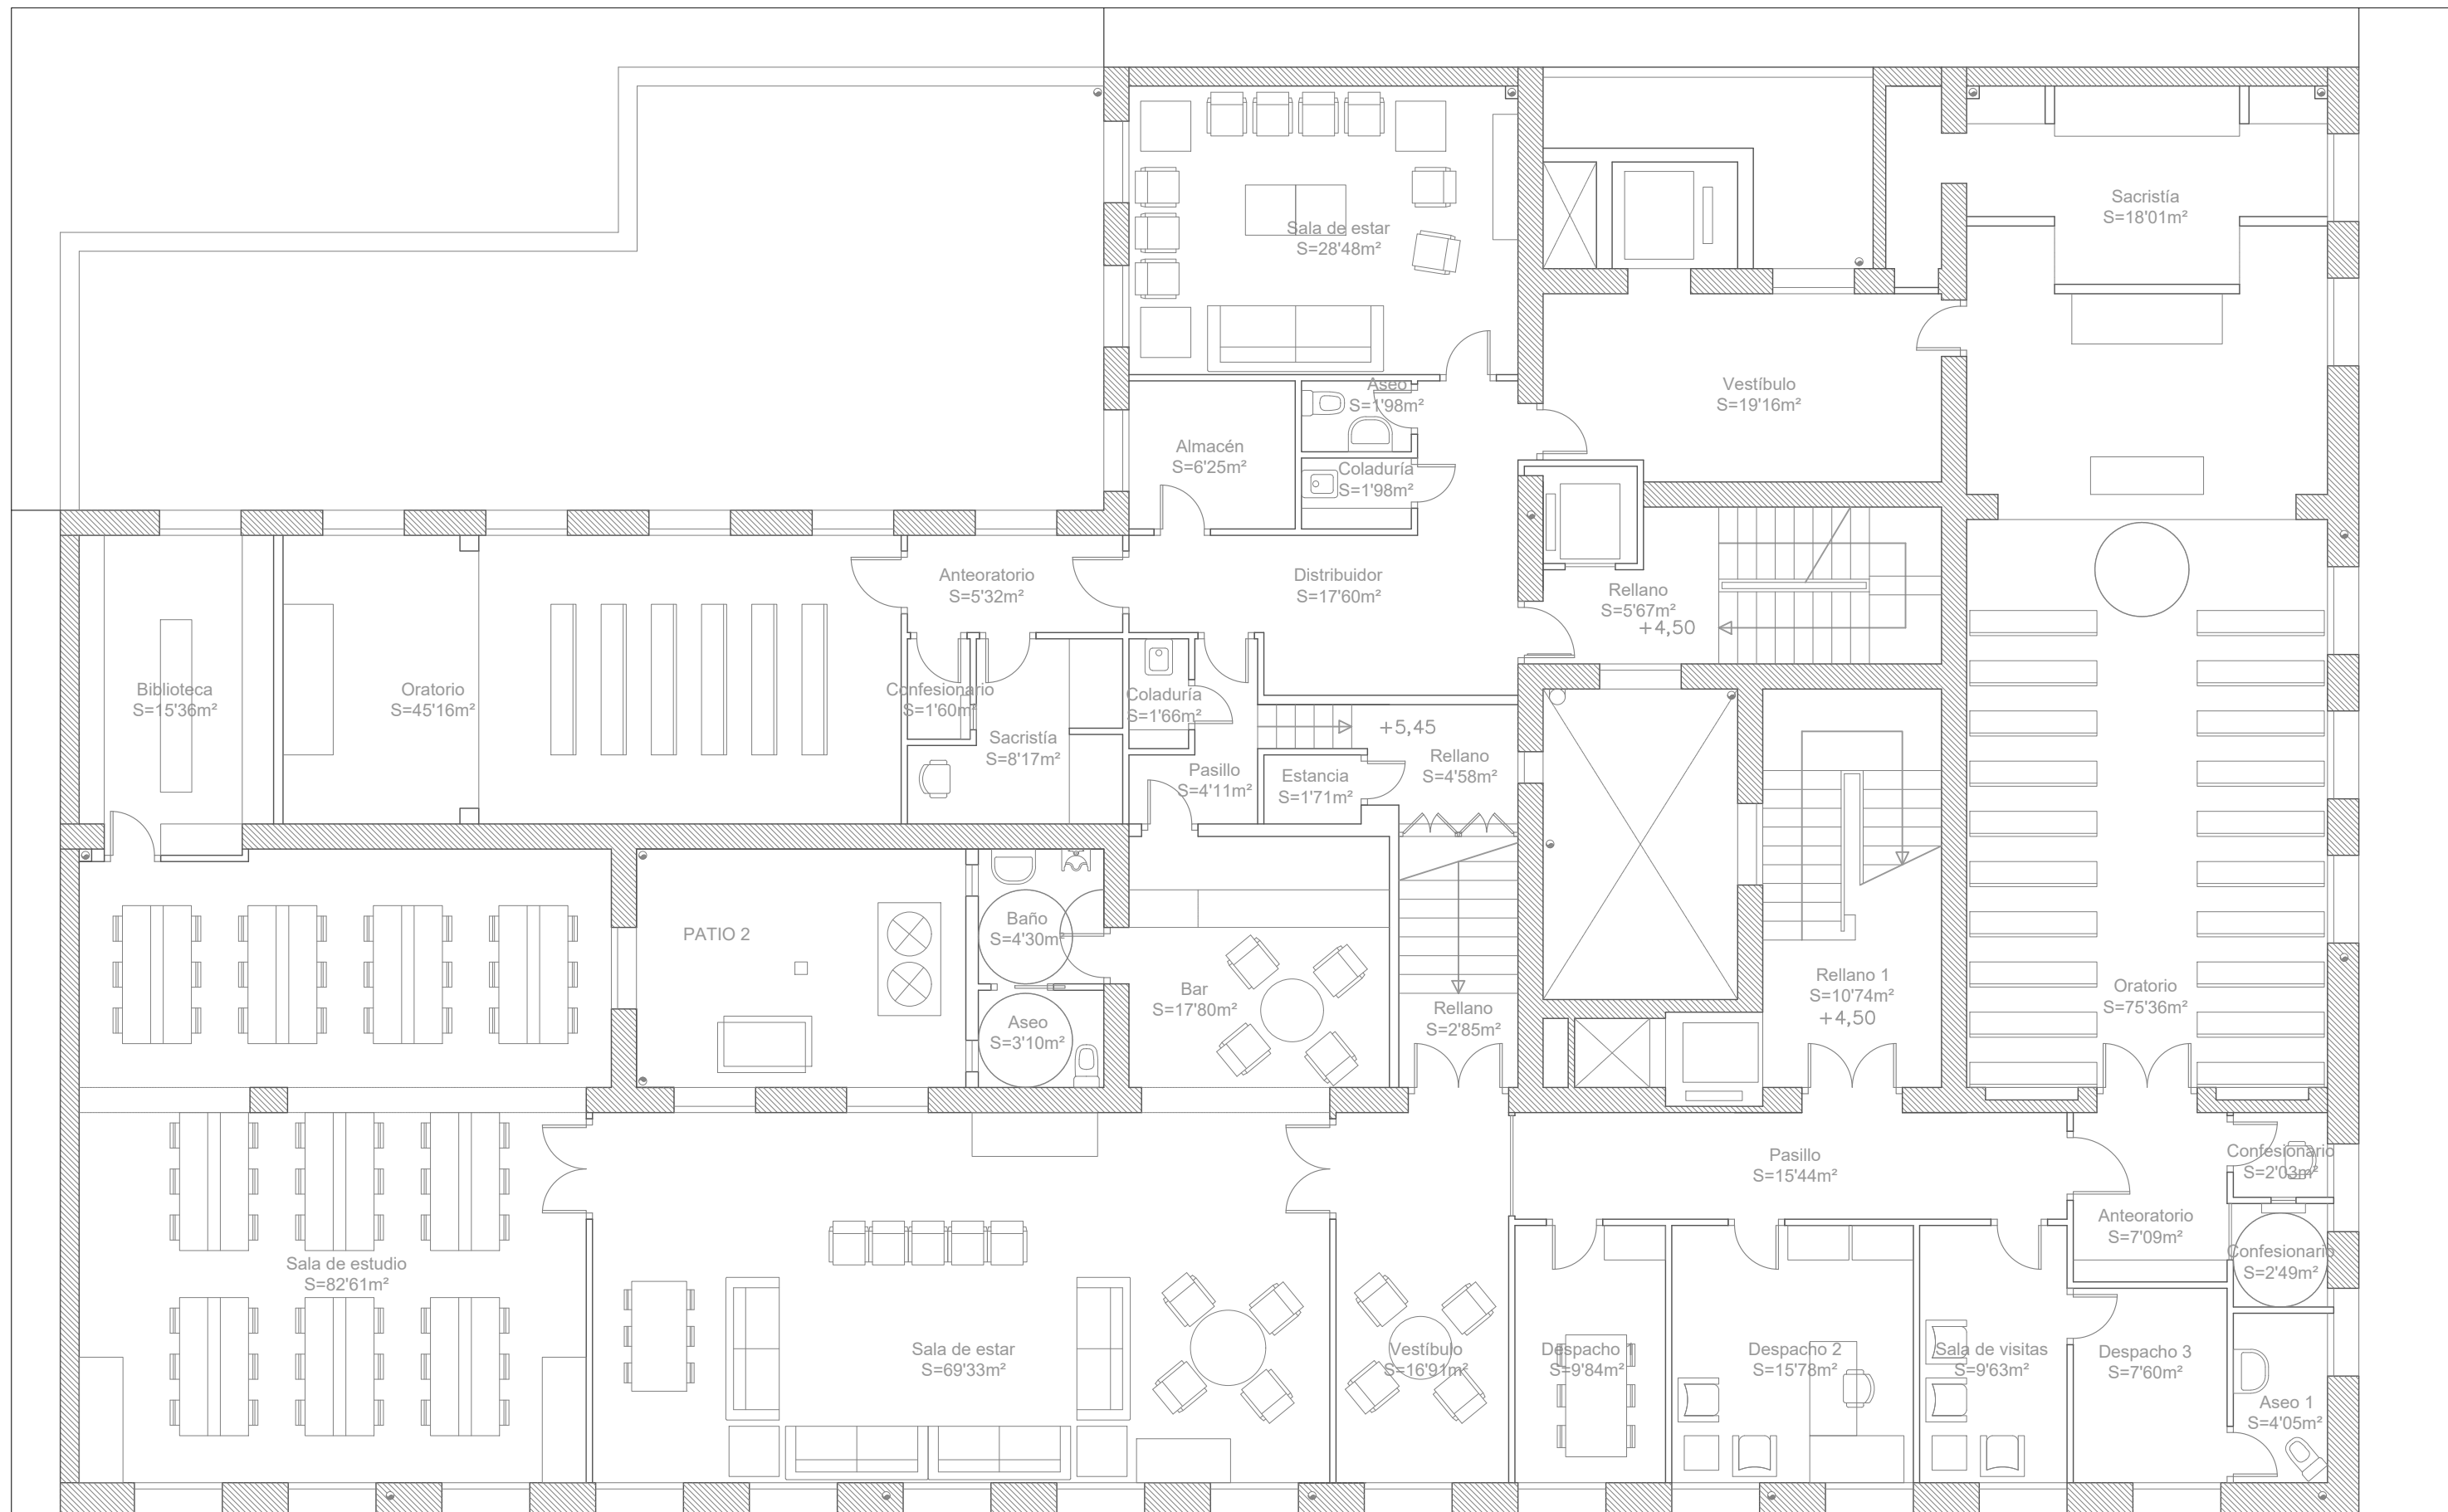 Sacristía
S=18'01m²
Sala de estar
S=28'48m²
Vestíbulo
S=19'16m²
Aseo
S=1'98m²
Almacén
S=6'25m²
Coladuría
S=1'98m²
Anteoratorio
S=5'32m²
Distribuidor
S=17'60m²
Rellano
S=5'67m²
+4,50
Biblioteca
S=15'36m²
Oratorio
S=45'16m²
Confesionario
S=1'60m²
Coladuría
S=1'66m²
Sacristía
S=8'17m²
+5,45
Rellano
S=4'58m²
Pasillo
S=4'11m²
Estancia
S=1'71m²
PATIO 2
Baño
S=4'30m²
Bar
S=17'80m²
Rellano 1
S=10'74m²
+4,50
Oratorio
S=75'36m²
Aseo
S=3'10m²
Rellano
S=2'85m²
Pasillo
S=15'44m²
Confesionario
S=2'03m²
Anteoratorio
S=7'09m²
Confesionario
S=2'49m²
Sala de estudio
S=82'61m²
Sala de estar
S=69'33m²
Vestíbulo
S=16'91m²
Despacho 1
S=9'84m²
Despacho 2
S=15'78m²
Sala de visitas
S=9'63m²
Despacho 3
S=7'60m²
Aseo 1
S=4'05m²